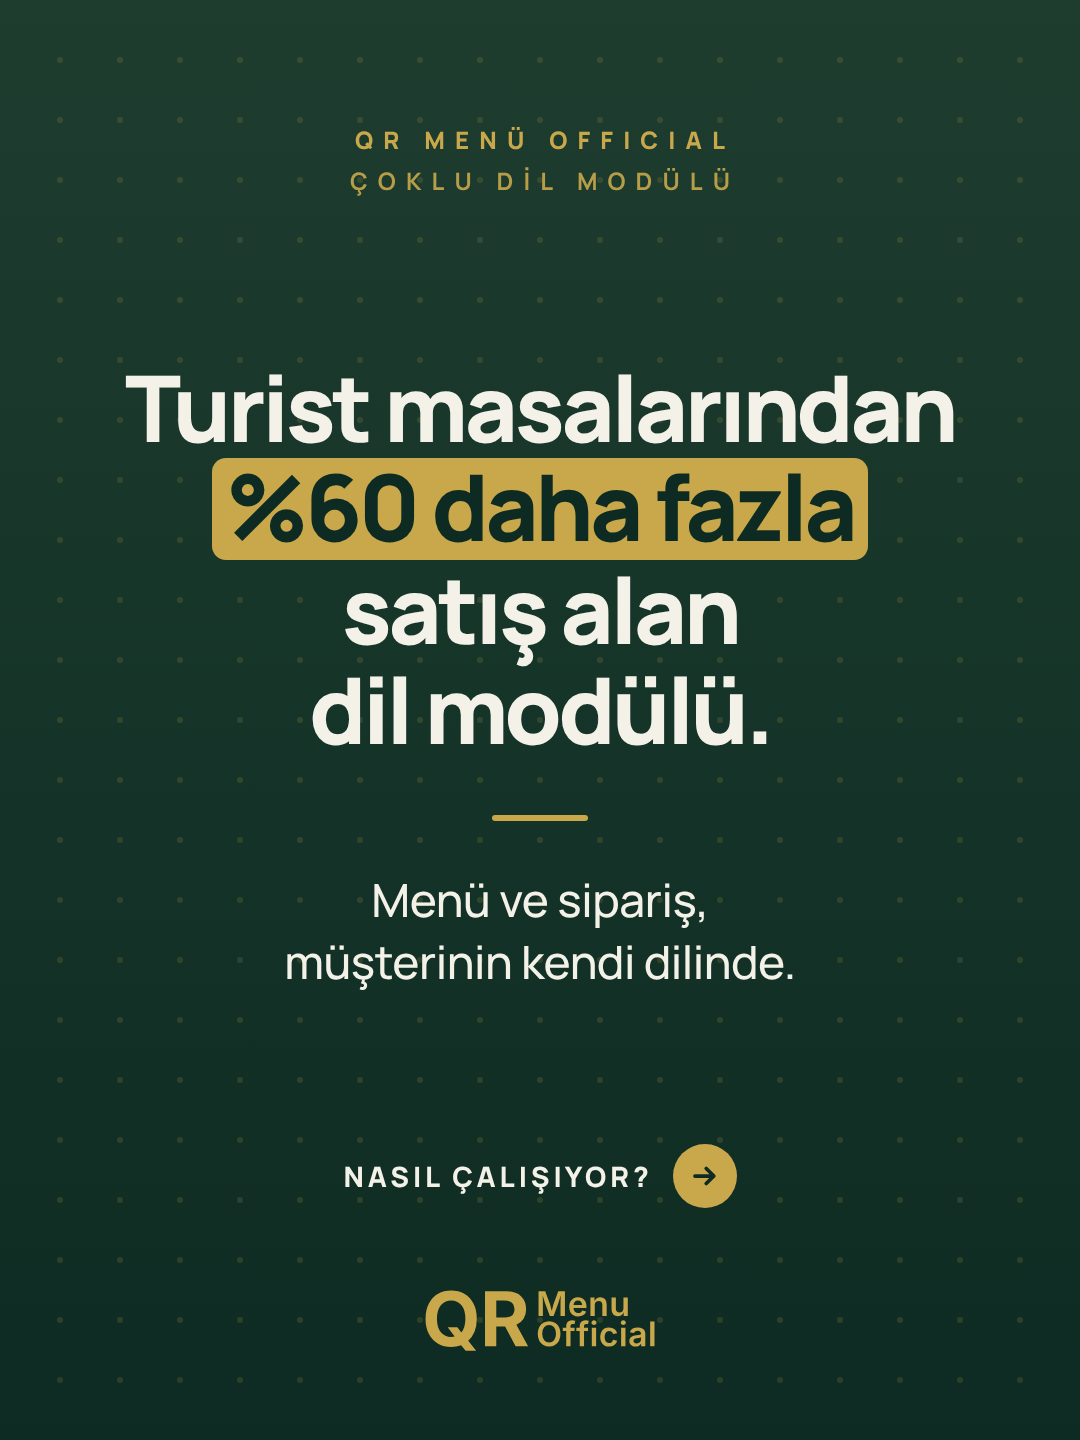 QR MENÜ OFFICIAL
ÇOKLU DİL MODÜLÜ
Turist masalarından
%60 daha fazla
satış alan
dil modülü.
Menü ve sipariş,
müşterinin kendi dilinde.
NASIL ÇALIŞIYOR?
QR Menu
Official